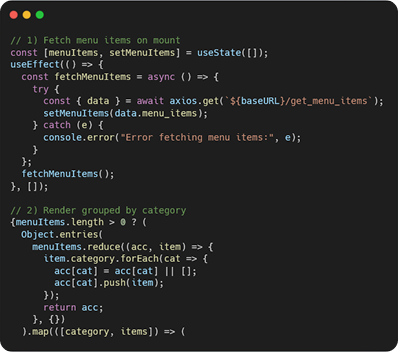 // 1) Fetch menu items on mount
const [menuItems, setMenuItems] = useState([]);
useEffect(() => {
  const fetchMenuItems = async () => {
    try {
      const { data } = await axios.get(`${baseURL}/get_menu_items`);
      setMenuItems(data.menu_items);
    } catch (e) {
      console.error("Error fetching menu items:", e);
    }
  };
  fetchMenuItems();
}, []);

// 2) Render grouped by category
{menuItems.length > 0 ? (
  Object.entries(
    menuItems.reduce((acc, item) => {
      item.category.forEach(cat => {
        acc[cat] = acc[cat] || [];
        acc[cat].push(item);
      });
      return acc;
    }, {})
  ).map(([category, items]) => (